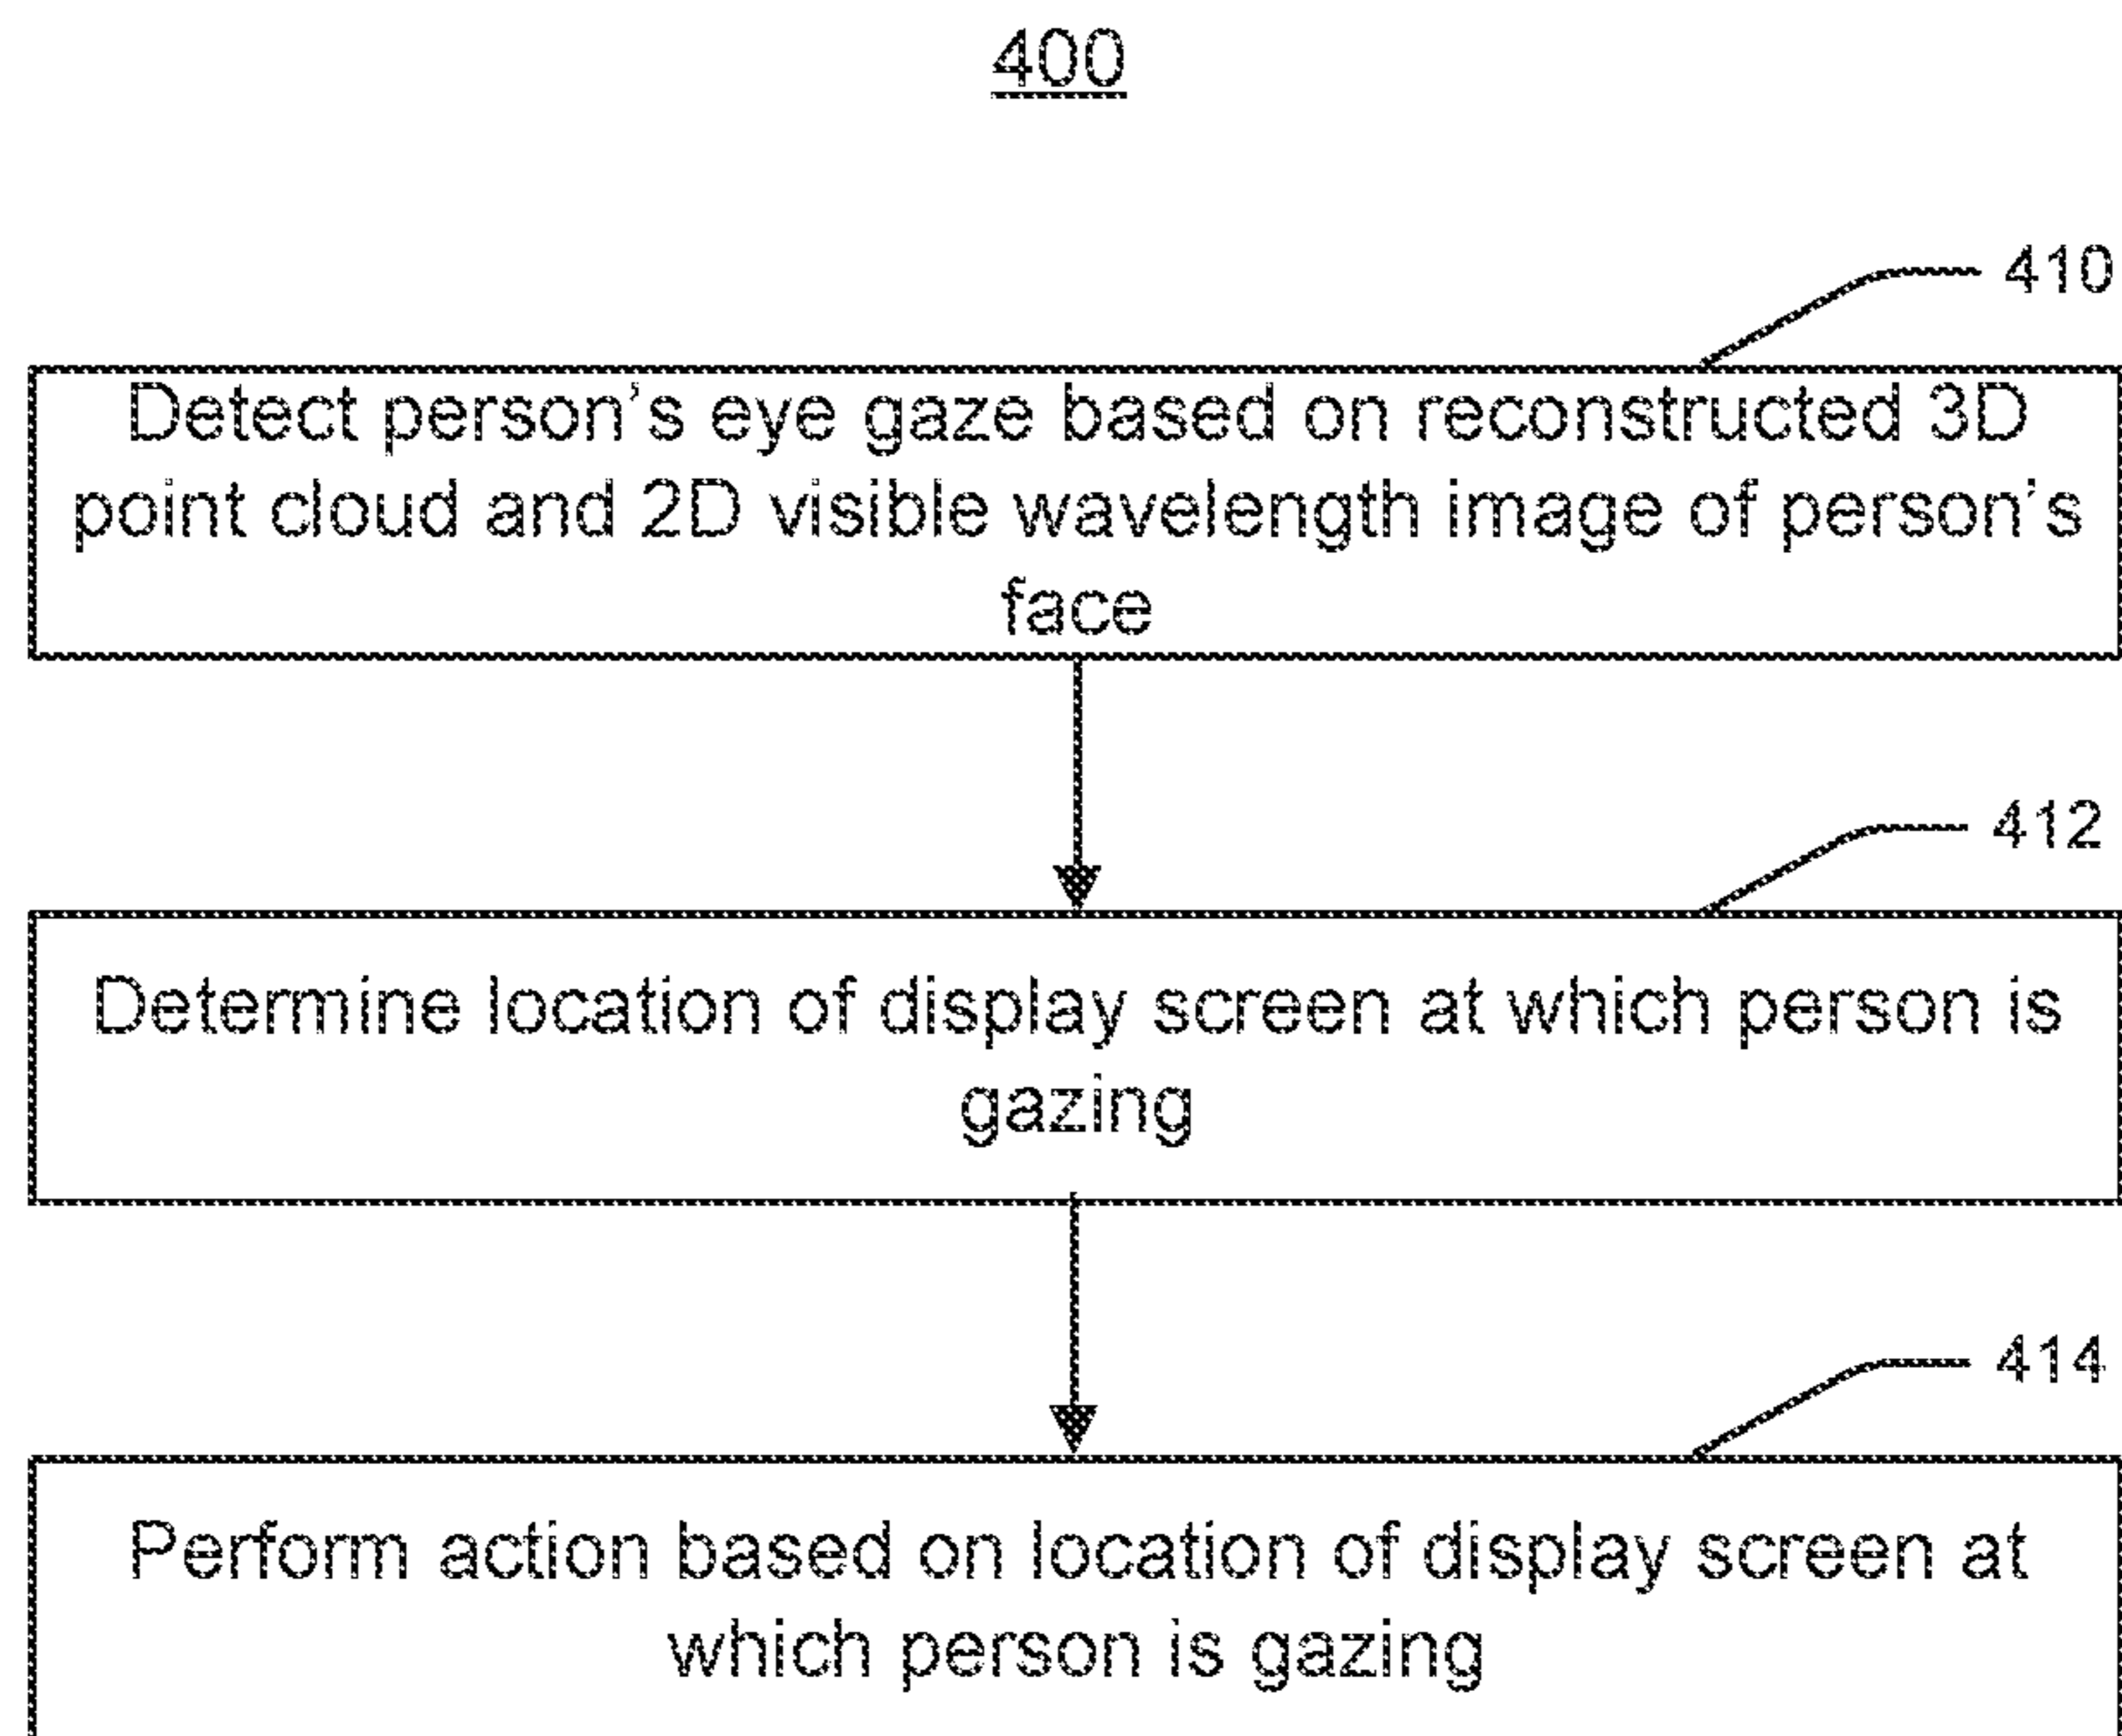 400
410
Detect person's eye gaze based on reconstructed 3D
point cloud and 2D visible wavelength image of person's
face
412
Determine location of display screen at which person is
gazing
414
Perform action based on location of display screen at
which person is gazing